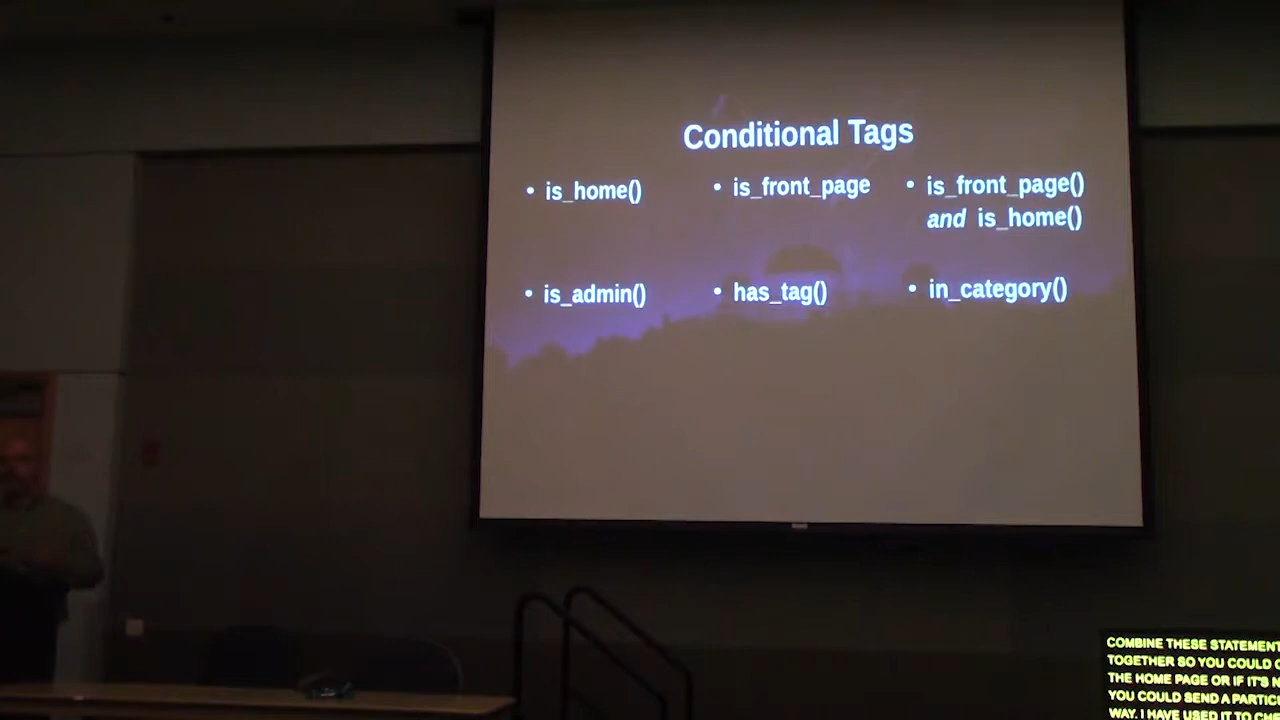 Conditional Tags
• is_home()
• is_front_page
• is_front_page()
and is_home()
• is_admin()
• has_tag()
• in_category()
COMBINE THESE STATEMENT
TOGETHER SO YOU COULD
THE HOME PAGE OR IF IT'S
YOU COULD SEND A
WAY. I HAVE USED IT TO